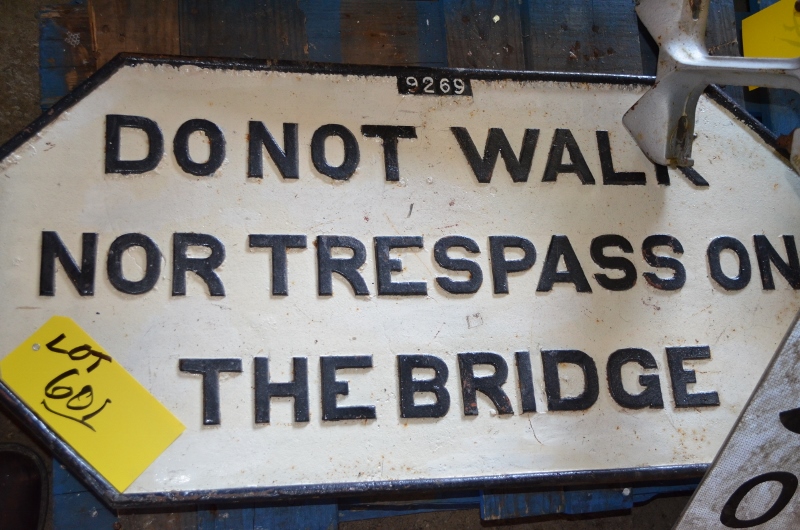 9269
DO NOT WALK
NOR TRESPASS ON
THE BRIDGE
LOT
601